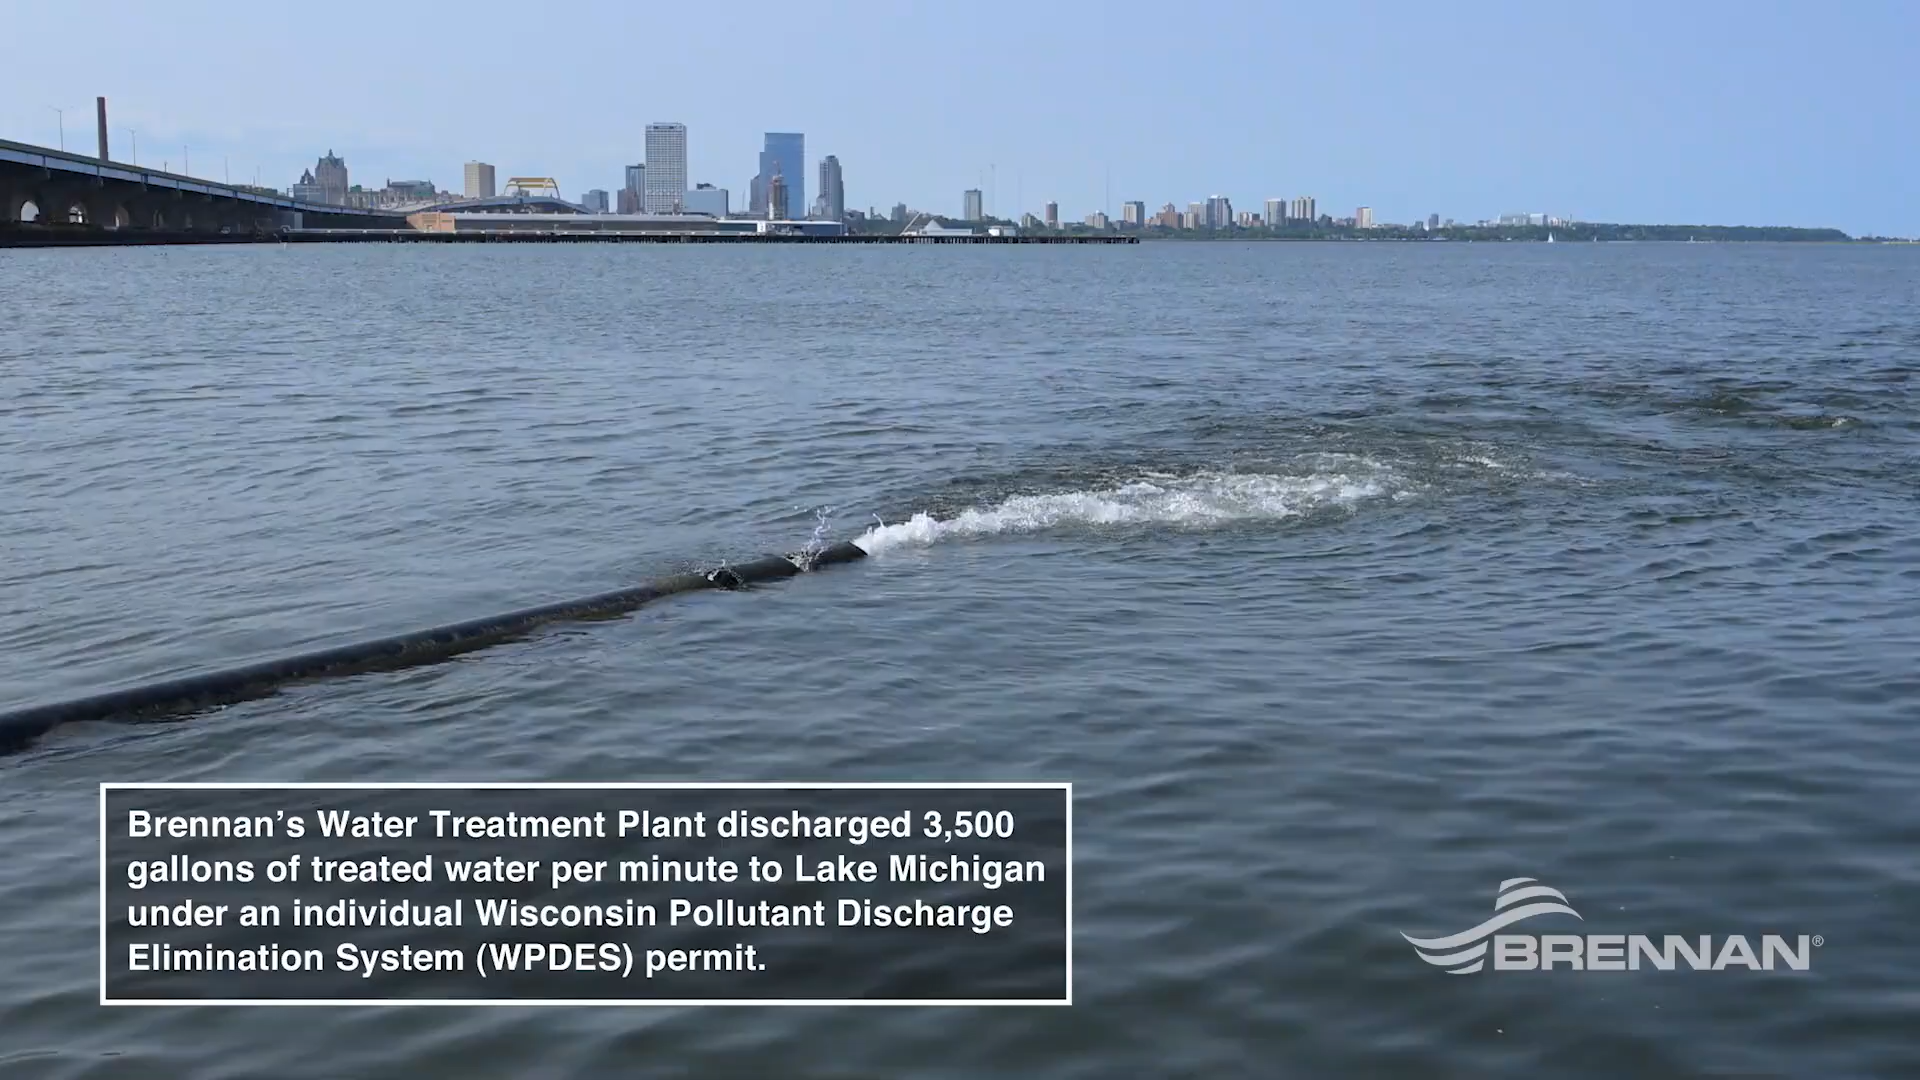 Brennan’s Water Treatment Plant discharged 3,500
gallons of treated water per minute to Lake Michigan
under an individual Wisconsin Pollutant Discharge
Elimination System (WPDES) permit.
BRENNAN®